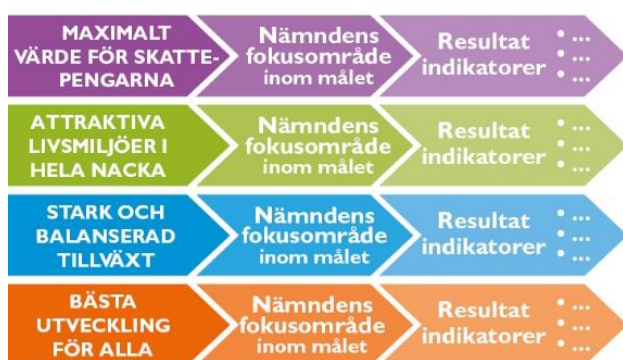 MAXIMALT
VÄRDE FÖR SKATTE-
PENGARNA
Nämndens
fokusområde
inom målet
Resultat
indikatorer
• ...
• ...
• ...
ATTRAKTIVA
LIVSMILJÖER I
HELA NACKA
Nämndens
fokusområde
inom målet
Resultat
indikatorer
• ...
• ...
• ...
STARK OCH
BALANSERAD
TILLVÄXT
Nämndens
fokusområde
inom målet
Resultat
indikatorer
• ...
• ...
• ...
BÄSTA
UTVECKLING
FÖR ALLA
Nämndens
fokusområde
inom målet
Resultat
indikatorer
• ...
• ...
• ...